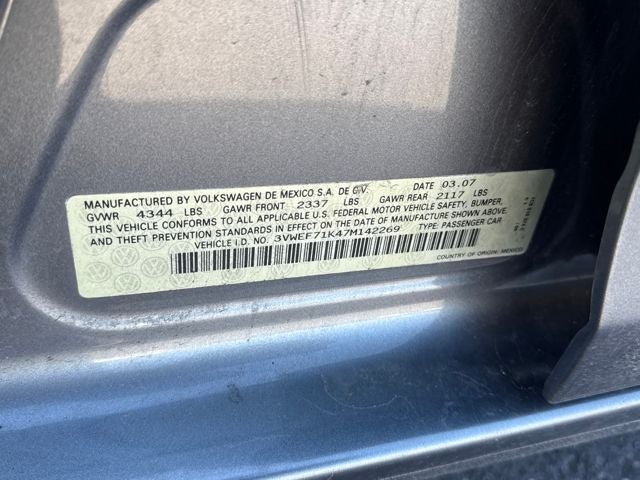 MANUFACTURED BY VOLKSWAGEN DE MEXICO S.A. DE C.V. DATE 03.07
GVWR 4344 LBS GAWR FRONT 2337 LBS GAWR REAR 2117 LBS
THIS VEHICLE CONFORMS TO ALL APPLICABLE U.S. FEDERAL MOTOR VEHICLE SAFETY, BUMPER,
AND THEFT PREVENTION STANDARDS IN EFFECT ON THE DATE OF MANUFACTURE SHOWN ABOVE.
VEHICLE I.D. NO. 3VWEF71K47M142269 TYPE: PASSENGER CAR
COUNTRY OF ORIGIN: MEXICO